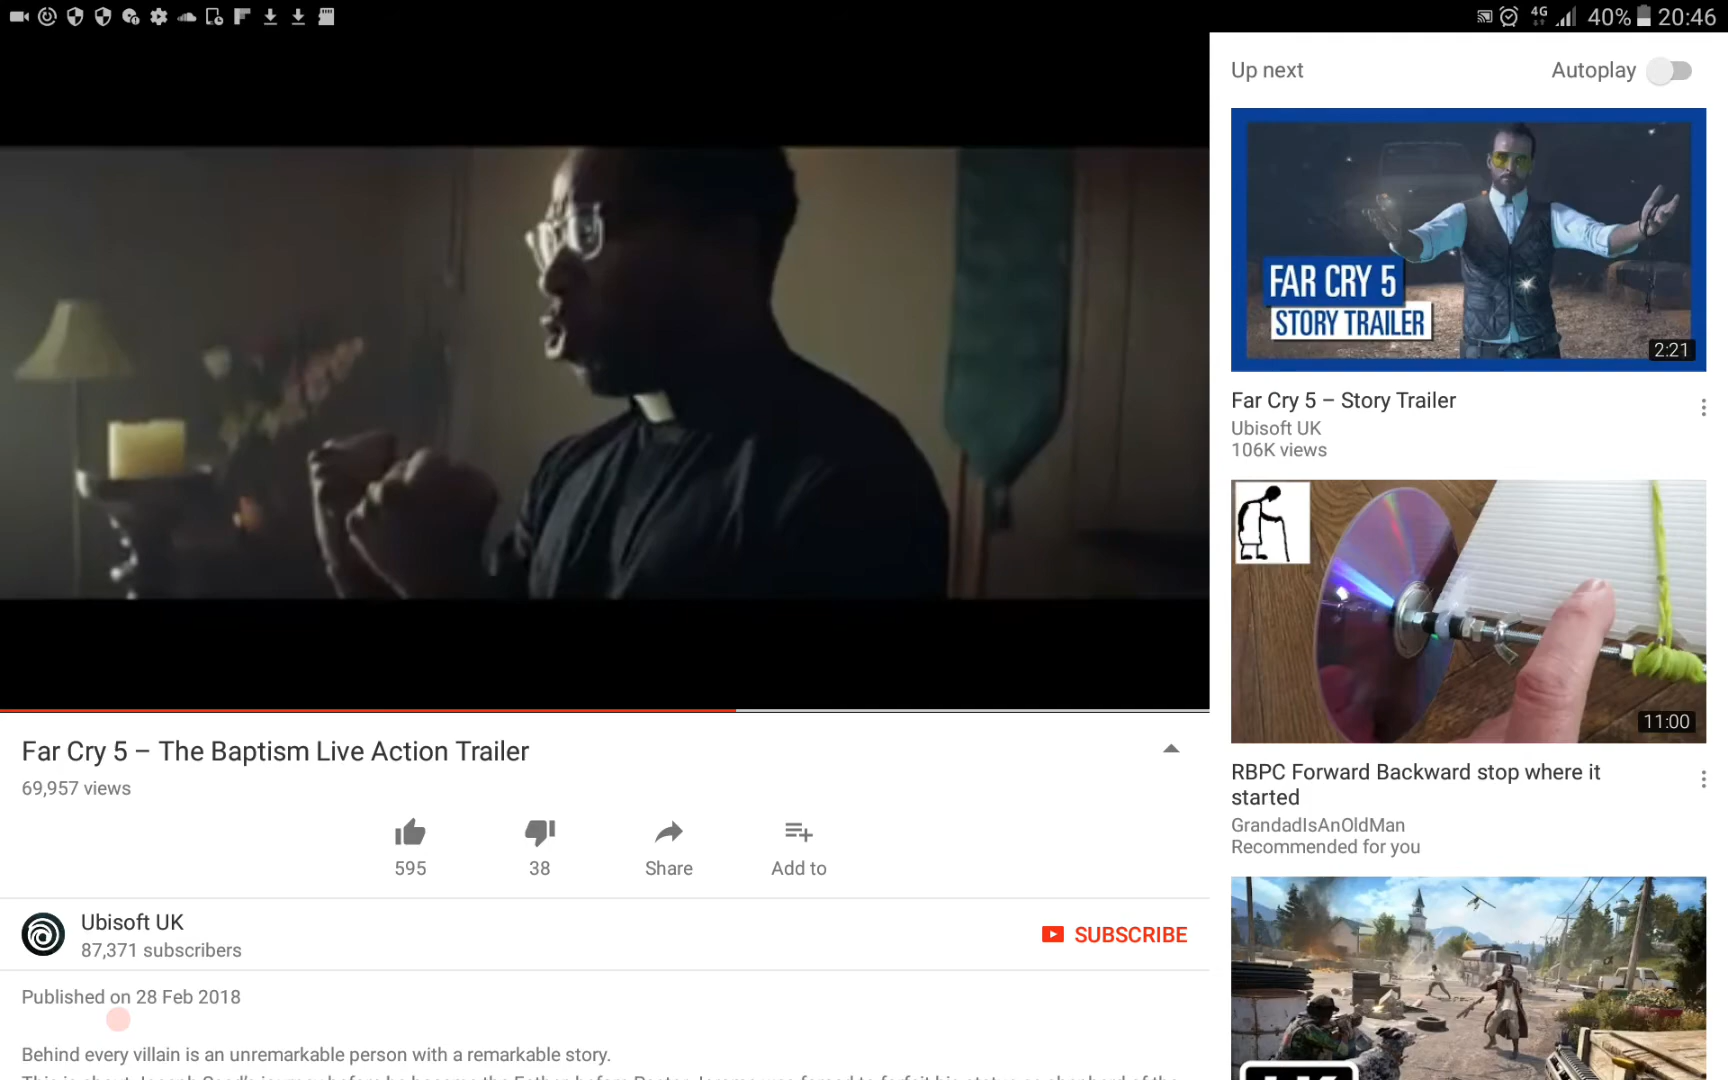 4G
40%
20:46
Up next
Autoplay
FAR CRY 5
STORY TRAILER
2:21
Far Cry 5 – Story Trailer
Ubisoft UK
106K views
11:00
RBPC Forward Backward stop where it
started
GrandadIsAnOldMan
Recommended for you
Far Cry 5 – The Baptism Live Action Trailer
69,957 views
595
38
Share
Add to
Ubisoft UK
87,371 subscribers
SUBSCRIBE
Published on 28 Feb 2018
Behind every villain is an unremarkable person with a remarkable story.